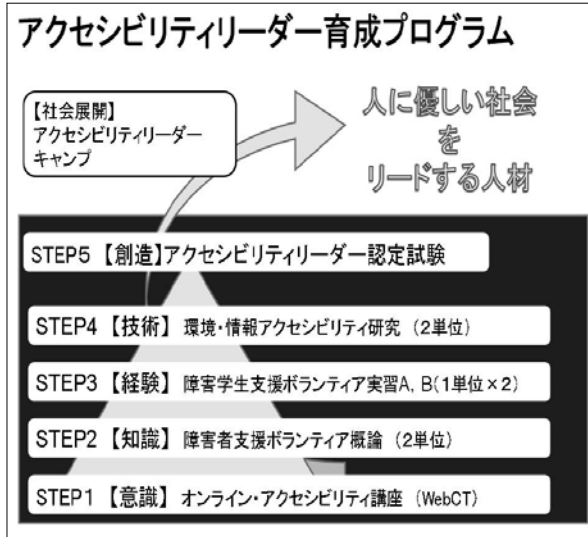 アクセシビリティリーダー育成プログラム
【社会展開】
アクセシビリティリーダー
キャンプ
人に優しい社会
を
リードする人材
STEP5 【創造】アクセシビリティリーダー認定試験
STEP4 【技術】 環境・情報アクセシビリティ研究 (2単位)
STEP3 【経験】 障害学生支援ボランティア実習A, B(1単位×2)
STEP2 【知識】 障害者支援ボランティア概論 (2単位)
STEP1 【意識】 オンライン・アクセシビリティ講座 (WebCT)